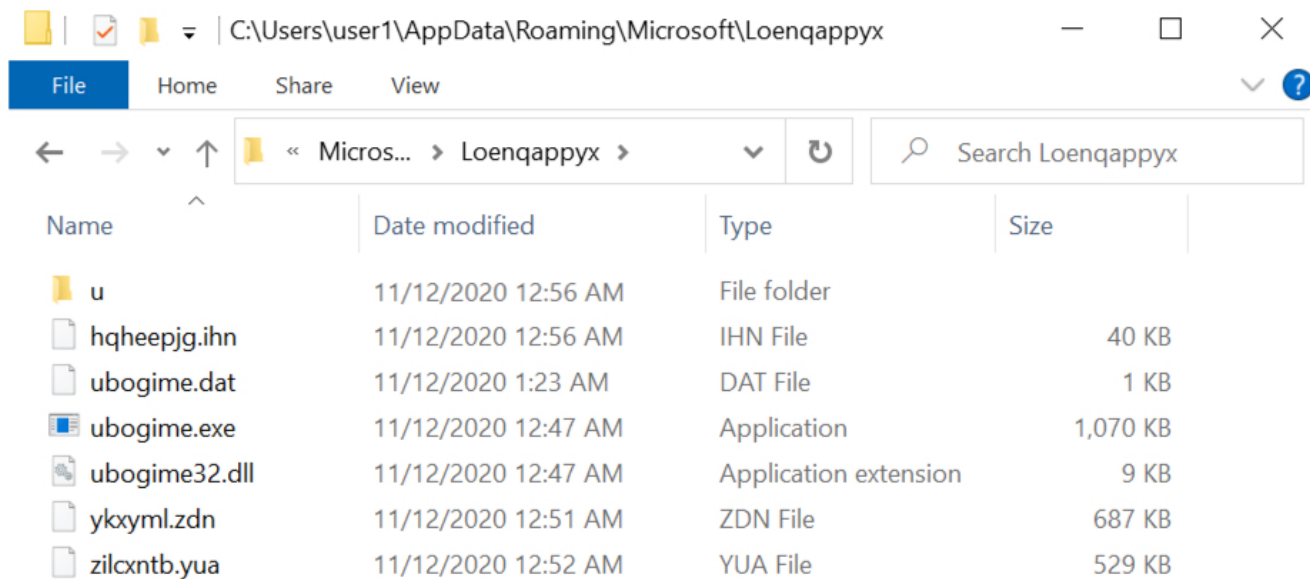 C:\Users\user1\AppData\Roaming\Microsoft\Loenqappyx
File Home Share View ?
« Micros... > Loenqappyx > Search Loenqappyx
Name Date modified Type Size
u 11/12/2020 12:56 AM File folder
hqheepjg.ihn 11/12/2020 12:56 AM IHN File 40 KB
ubogime.dat 11/12/2020 1:23 AM DAT File 1 KB
ubogime.exe 11/12/2020 12:47 AM Application 1,070 KB
ubogime32.dll 11/12/2020 12:47 AM Application extension 9 KB
ykxyml.zdn 11/12/2020 12:51 AM ZDN File 687 KB
zilcxntb.yua 11/12/2020 12:52 AM YUA File 529 KB